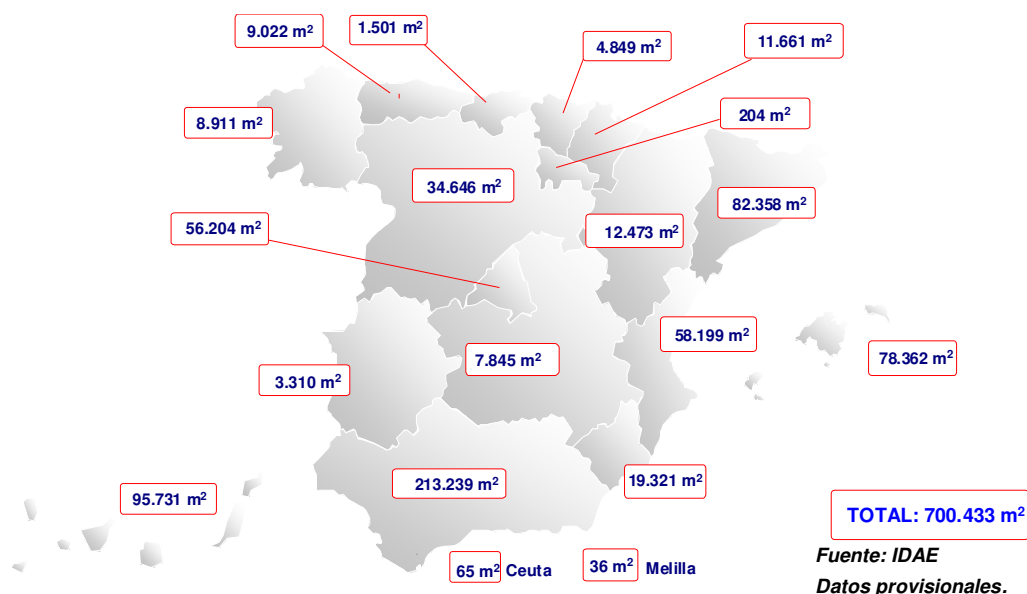 9.022 m²
1.501 m²
4.849 m²
11.661 m²
8.911 m²
204 m²
34.646 m²
82.358 m²
56.204 m²
12.473 m²
58.199 m²
78.362 m²
7.845 m²
3.310 m²
95.731 m²
213.239 m²
19.321 m²
TOTAL: 700.433 m²
65 m² Ceuta
36 m² Melilla
Fuente: IDAE
Datos provisionales.